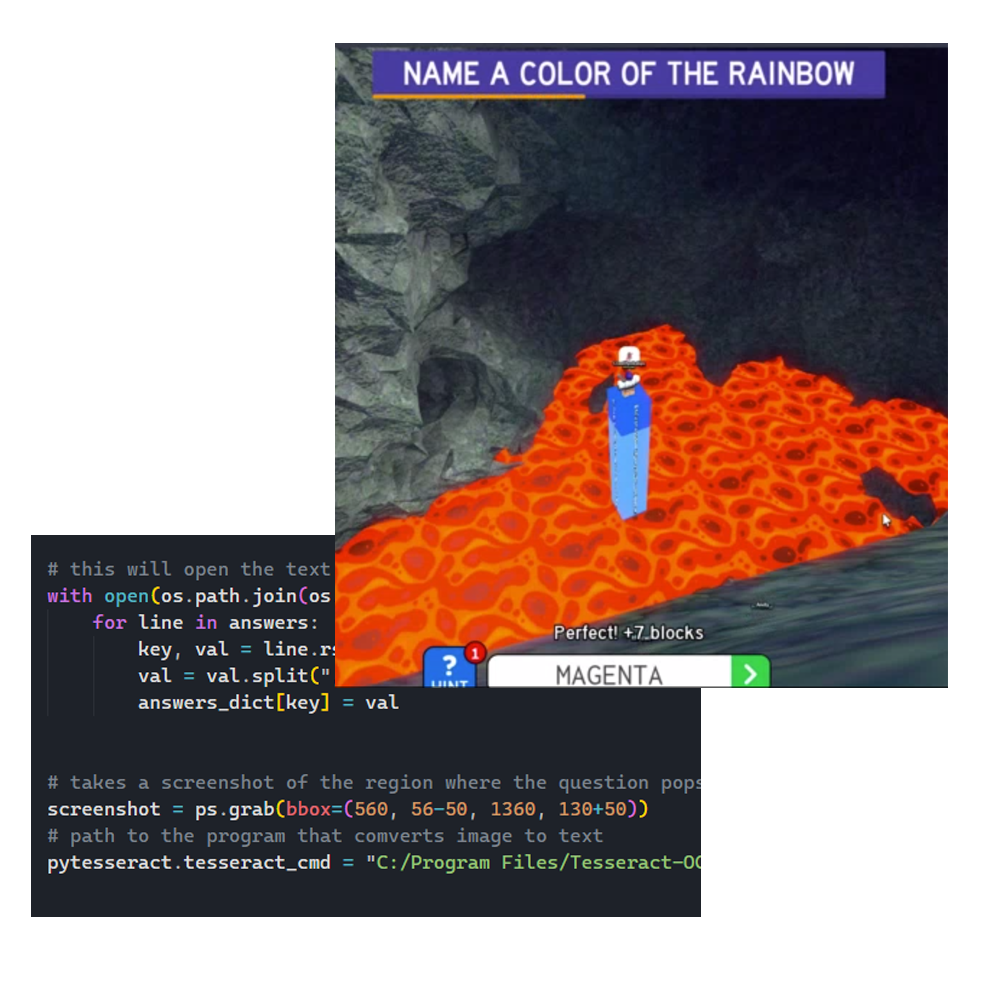 NAME A COLOR OF THE RAINBOW
Perfect! +7 blocks
?
1
HINT
MAGENTA
# this will open the text
with open(os.path.join(os
for line in answers:
key, val = line.rs
val = val.split("
answers_dict[key] = val
# takes a screenshot of the region where the question pops
screenshot = ps.grab(bbox=(560, 56-50, 1360, 130+50))
# path to the program that comverts image to text
pytesseract.tesseract_cmd = "C:/Program Files/Tesseract-OC